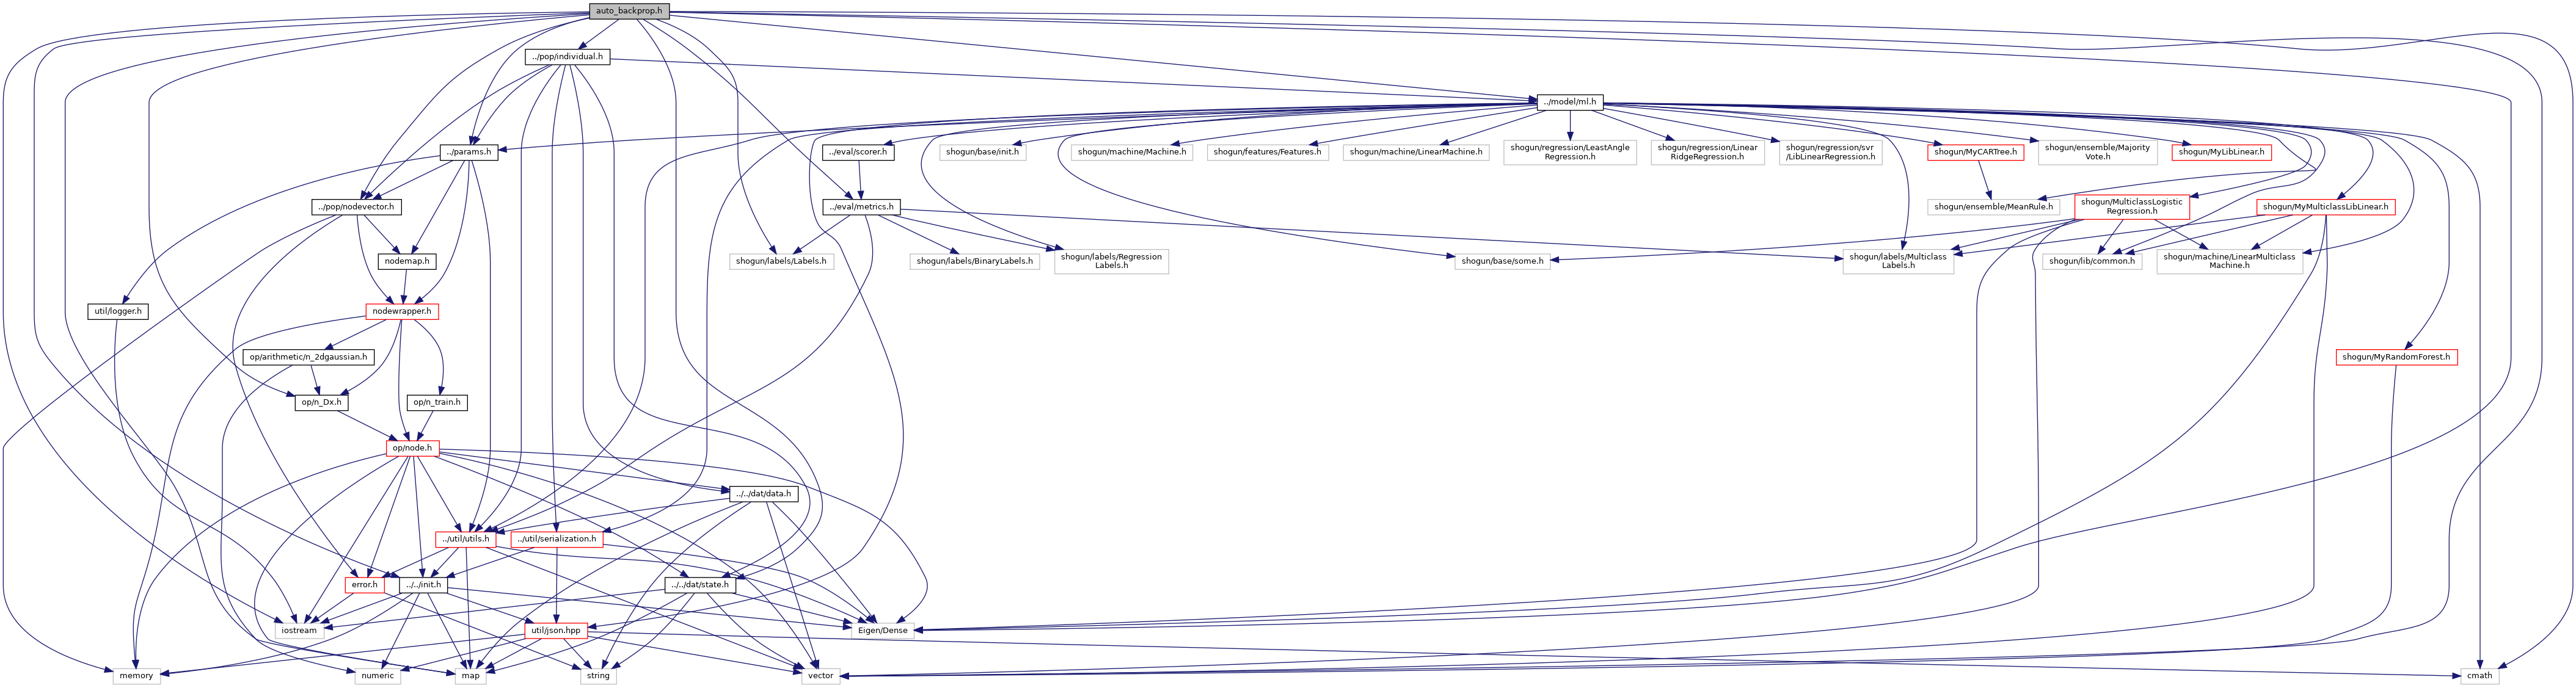 auto_backprop.h
../pop/individual.h
../model/ml.h
../params.h
../eval/scorer.h
shogun/base/init.h
shogun/machine/Machine.h
shogun/features/Features.h
shogun/machine/LinearMachine.h
shogun/regression/LeastAngle
Regression.h
shogun/regression/Linear
RidgeRegression.h
shogun/regression/svr
/LibLinearRegression.h
shogun/MyCARTree.h
shogun/ensemble/Majority
Vote.h
shogun/MyLibLinear.h
../pop/nodevector.h
../eval/metrics.h
shogun/ensemble/MeanRule.h
shogun/MulticlassLogistic
Regression.h
shogun/MyMulticlassLibLinear.h
nodemap.h
shogun/labels/Labels.h
shogun/labels/BinaryLabels.h
shogun/labels/Regression
Labels.h
shogun/base/some.h
shogun/labels/Multiclass
Labels.h
shogun/lib/common.h
shogun/machine/LinearMulticlass
Machine.h
util/logger.h
nodewrapper.h
op/arithmetic/n_2dgaussian.h
shogun/MyRandomForest.h
op/n_Dx.h
op/n_train.h
op/node.h
../../dat/data.h
../util/utils.h
../util/serialization.h
error.h
../../init.h
../../dat/state.h
iostream
util/json.hpp
Eigen/Dense
memory
numeric
map
string
vector
cmath